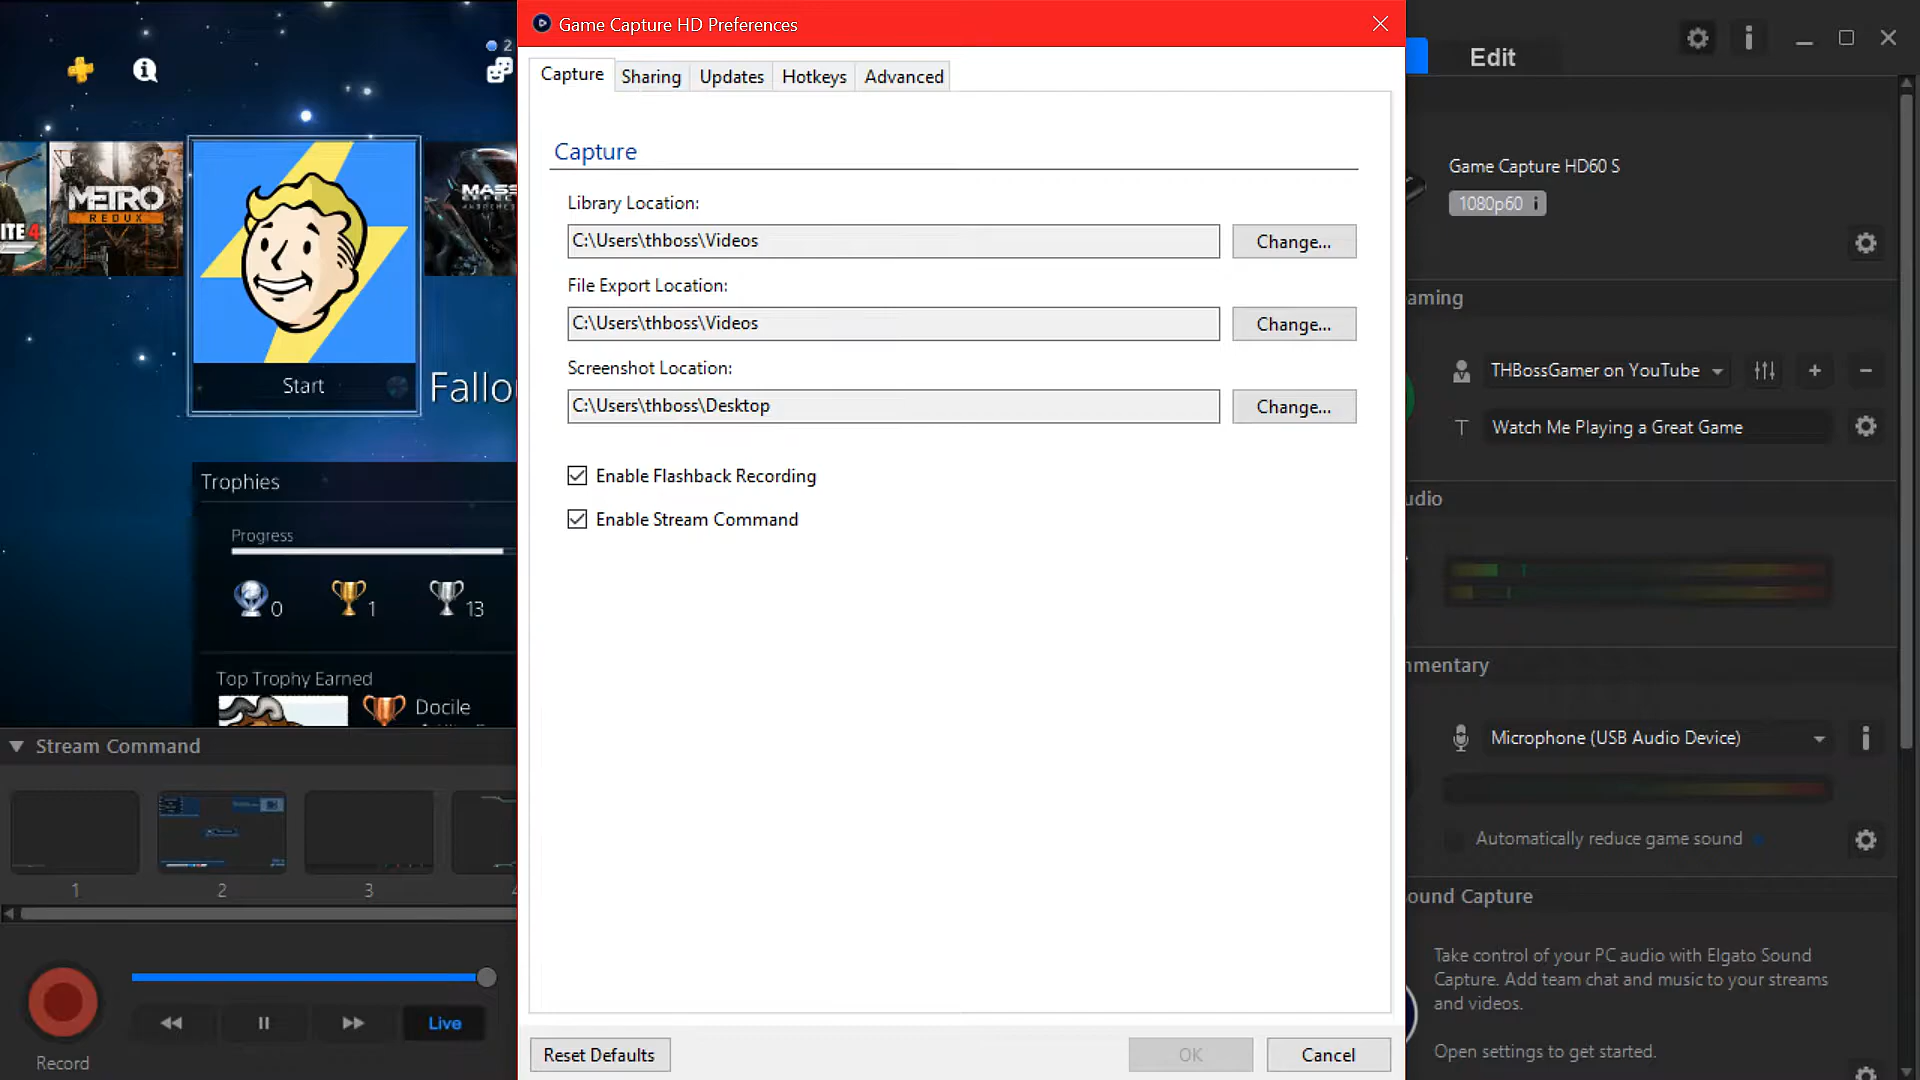 Game Capture HD Preferences
Capture
Sharing
Updates
Hotkeys
Advanced
Capture
Library Location:
C:\Users\thboss\Videos
Change...
File Export Location:
C:\Users\thboss\Videos
Change...
Screenshot Location:
C:\Users\thboss\Desktop
Change...
Enable Flashback Recording
Enable Stream Command
Reset Defaults
OK
Cancel
2
METRO
REDUX
ITE 4
MASS
Start
Fallo
Trophies
Progress
0
1
13
Top Trophy Earned
Docile
Stream Command
1
2
3
4
Live
Record
Edit
Game Capture HD60 S
1080p60
aming
THBossGamer on YouTube
Watch Me Playing a Great Game
udio
mmentary
Microphone (USB Audio Device)
Automatically reduce game sound
ound Capture
Take control of your PC audio with Elgato Sound
Capture. Add team chat and music to your streams
and videos.
Open settings to get started.